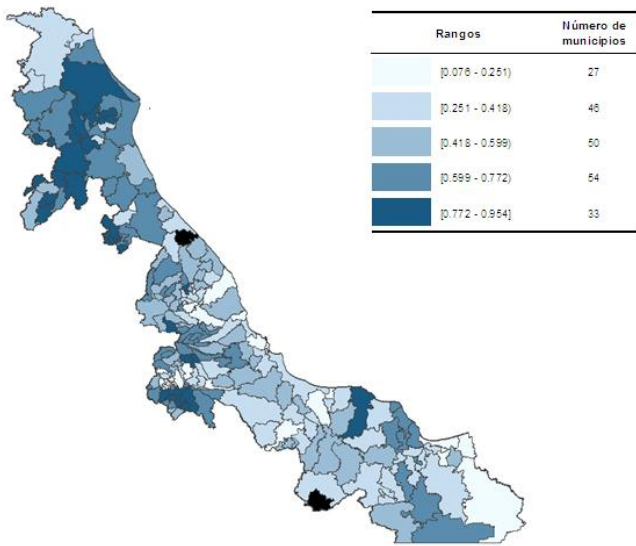 Rangos Número de municipios
[0.076 - 0.251) 27
[0.251 - 0.418) 46
[0.418 - 0.599) 50
[0.599 - 0.772) 54
[0.772 - 0.954] 33